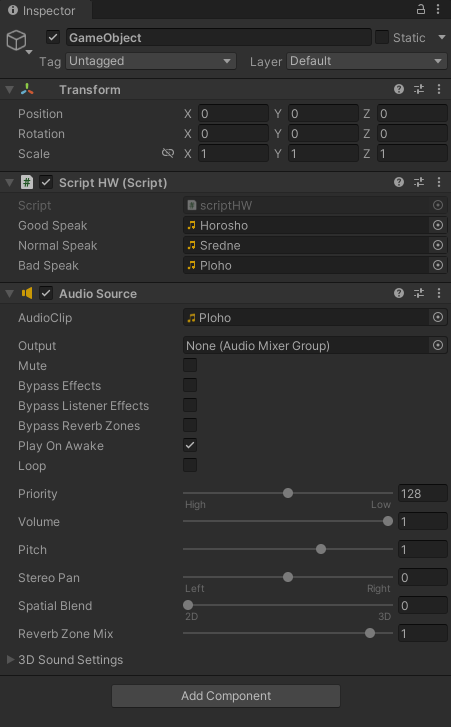 Inspector
GameObject
Static
Tag Untagged Layer Default
Transform
Position X 0 Y 0 Z 0
Rotation X 0 Y 0 Z 0
Scale X 1 Y 1 Z 1
# Script HW (Script)
Script scriptHW
Good Speak Horosho
Normal Speak Sredne
Bad Speak Ploho
Audio Source
AudioClip Ploho
Output None (Audio Mixer Group)
Mute
Bypass Effects
Bypass Listener Effects
Bypass Reverb Zones
Play On Awake
Loop
Priority 128
High Low
Volume 1
Pitch 1
Stereo Pan 0
Left Right
Spatial Blend 0
2D 3D
Reverb Zone Mix 1
3D Sound Settings
Add Component